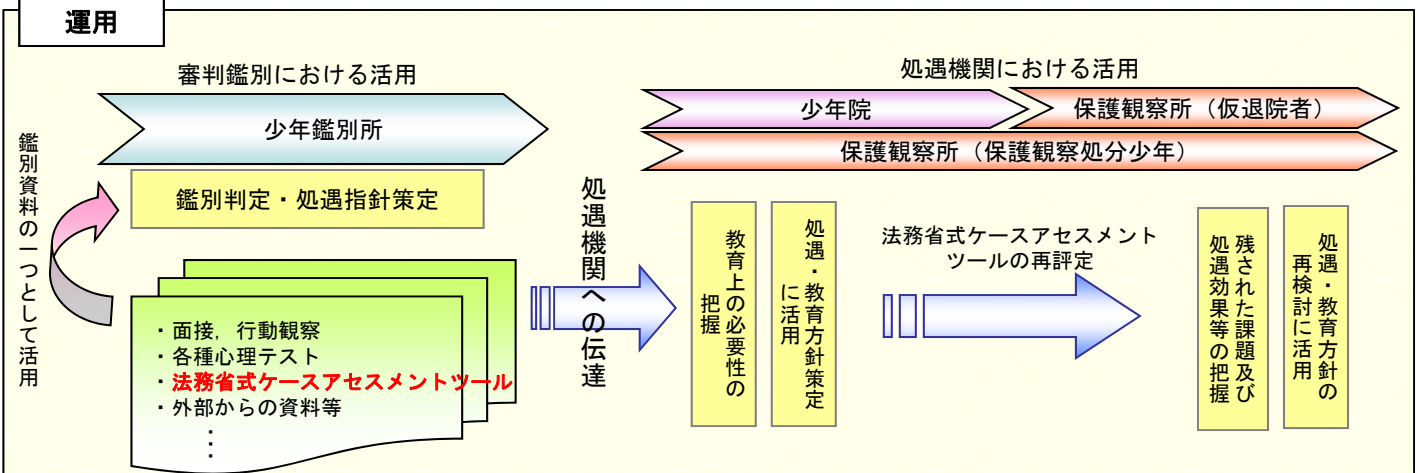 運用
審判鑑別における活用
少年鑑別所
鑑別資料の一つとして活用
鑑別判定・処遇指針策定
・面接，行動観察
・各種心理テスト
・法務省式ケースアセスメントツール
・外部からの資料等
：
処遇機関への伝達
処遇機関における活用
少年院
保護観察所（仮退院者）
保護観察所（保護観察処分少年）
教育上の必要性の
把握
処遇・教育方針策定
に活用
法務省式ケースアセスメント
ツールの再評定
残された課題及び
処遇効果等の把握
処遇・教育方針の
再検討に活用